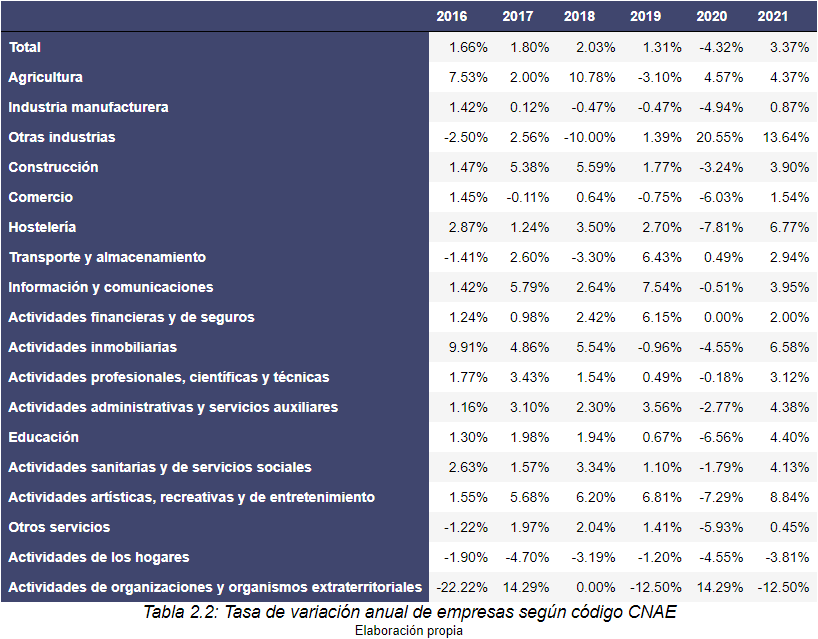 2016 2017 2018 2019 2020 2021
Total 1.66% 1.80% 2.03% 1.31% -4.32% 3.37%
Agricultura 7.53% 2.00% 10.78% -3.10% 4.57% 4.37%
Industria manufacturera 1.42% 0.12% -0.47% -0.47% -4.94% 0.87%
Otras industrias -2.50% 2.56% -10.00% 1.39% 20.55% 13.64%
Construcción 1.47% 5.38% 5.59% 1.77% -3.24% 3.90%
Comercio 1.45% -0.11% 0.64% -0.75% -6.03% 1.54%
Hostelería 2.87% 1.24% 3.50% 2.70% -7.81% 6.77%
Transporte y almacenamiento -1.41% 2.60% -3.30% 6.43% 0.49% 2.94%
Información y comunicaciones 1.42% 5.79% 2.64% 7.54% -0.51% 3.95%
Actividades financieras y de seguros 1.24% 0.98% 2.42% 6.15% 0.00% 2.00%
Actividades inmobiliarias 9.91% 4.86% 5.54% -0.96% -4.55% 6.58%
Actividades profesionales, científicas y técnicas 1.77% 3.43% 1.54% 0.49% -0.18% 3.12%
Actividades administrativas y servicios auxiliares 1.16% 3.10% 2.30% 3.56% -2.77% 4.38%
Educación 1.30% 1.98% 1.94% 0.67% -6.56% 4.40%
Actividades sanitarias y de servicios sociales 2.63% 1.57% 3.34% 1.10% -1.79% 4.13%
Actividades artísticas, recreativas y de entretenimiento 1.55% 5.68% 6.20% 6.81% -7.29% 8.84%
Otros servicios -1.22% 1.97% 2.04% 1.41% -5.93% 0.45%
Actividades de los hogares -1.90% -4.70% -3.19% -1.20% -4.55% -3.81%
Actividades de organizaciones y organismos extraterritoriales -22.22% 14.29% 0.00% -12.50% 14.29% -12.50%
Tabla 2.2: Tasa de variación anual de empresas según código CNAE
Elaboración propia